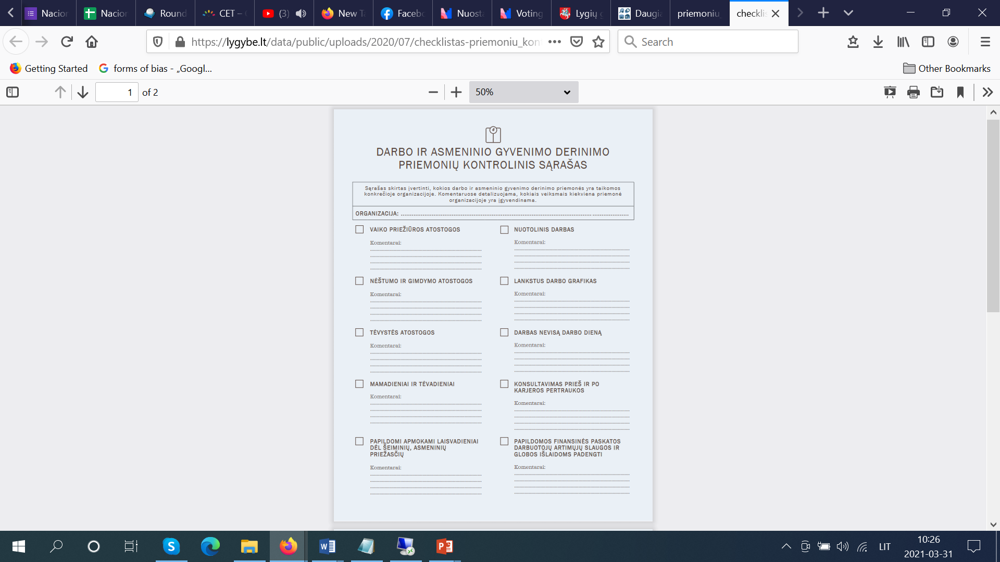 Nacior
Nacior
Round
CET –
(3)
New T
Facebo
Nuosta
Voting
Lygių g
Daugia
priemoniu_
checklis
https://lygybe.lt/data/public/uploads/2020/07/checklistas-priemoniu_kon
Search
Getting Started
forms of bias - „Googl...
Other Bookmarks
1 of 2
50%
DARBO IR ASMENINIO GYVENIMO DERINIMO
PRIEMONIŲ KONTROLINIS SĄRAŠAS
Sąrašas skirtas įvertinti, kokios darbo ir asmeninio gyvenimo derinimo priemonės yra taikomos
konkrečioje organizacijoje. Komentaruose detalizuojama, kokiais veiksmais kiekviena priemonė
organizacijoje yra įgyvendinama.
ORGANIZACIJA:
VAIKO PRIEŽIŪROS ATOSTOGOS
Komentarai:
NĖŠTUMO IR GIMDYMO ATOSTOGOS
Komentarai:
TĖVYSTĖS ATOSTOGOS
Komentarai:
MAMADIENIAI IR TĖVADIENIAI
Komentarai:
PAPILDOMI APMOKAMI LAISVADIENIAI
DĖL ŠEIMINIŲ, ASMENINIŲ
PRIEŽASČIŲ
Komentarai:
NUOTOLINIS DARBAS
Komentarai:
LANKSTUS DARBO GRAFIKAS
Komentarai:
DARBAS NEVISĄ DARBO DIENĄ
Komentarai:
KONSULTAVIMAS PRIEŠ IR PO
KARJEROS PERTRAUKOS
Komentarai:
PAPILDOMOS FINANSINĖS PASKATOS
DARBUOTOJŲ ARTIMŲJŲ SLAUGOS IR
GLOBOS IŠLAIDOMS PADENGTI
Komentarai:
LIT
10:26
2021-03-31